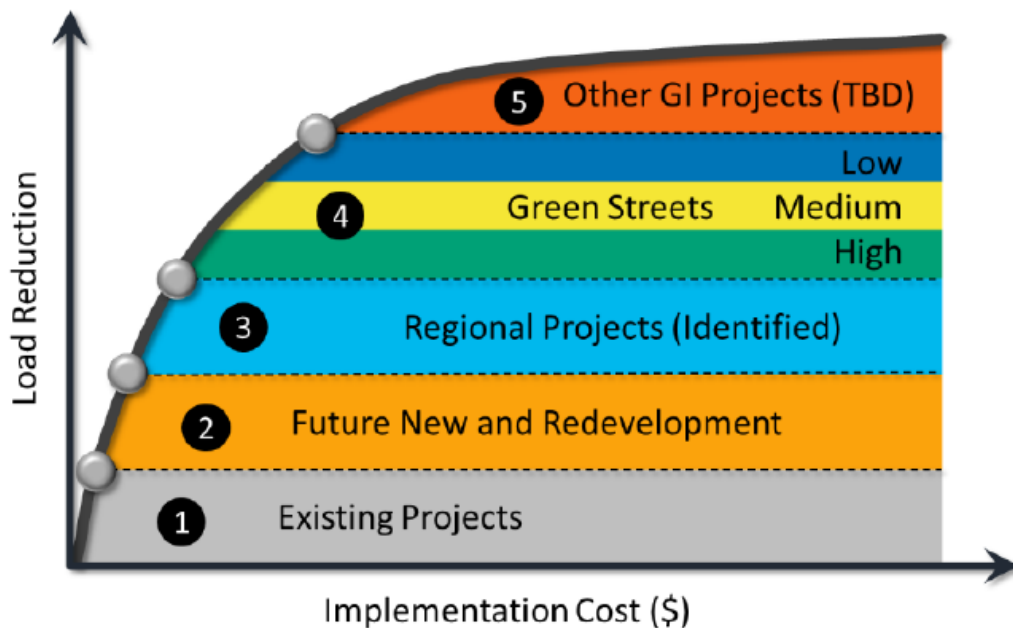 5 Other GI Projects (TBD)
Low
4 Green Streets Medium
High
3 Regional Projects (Identified)
2 Future New and Redevelopment
1 Existing Projects
Load Reduction
Implementation Cost ($)